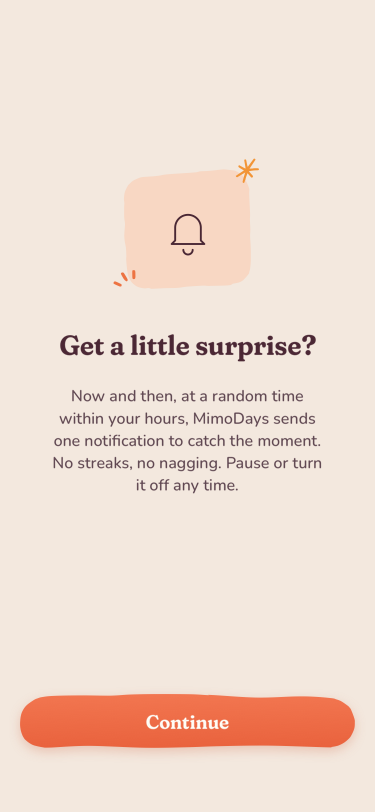 Get a little surprise?
Now and then, at a random time
within your hours, MimoDays sends
one notification to catch the moment.
No streaks, no nagging. Pause or turn
it off any time.
Continue